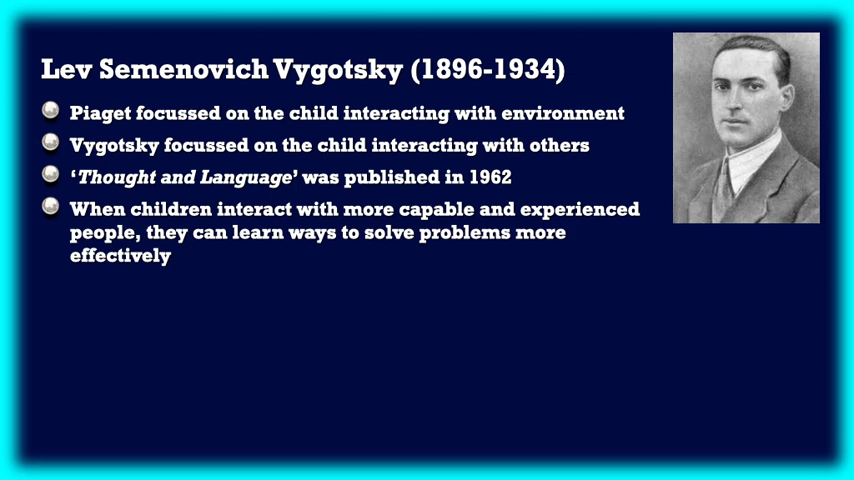 Lev Semenovich Vygotsky (1896-1934)
Piaget focussed on the child interacting with environment
Vygotsky focussed on the child interacting with others
‘Thought and Language’ was published in 1962
When children interact with more capable and experienced
people, they can learn ways to solve problems more
effectively